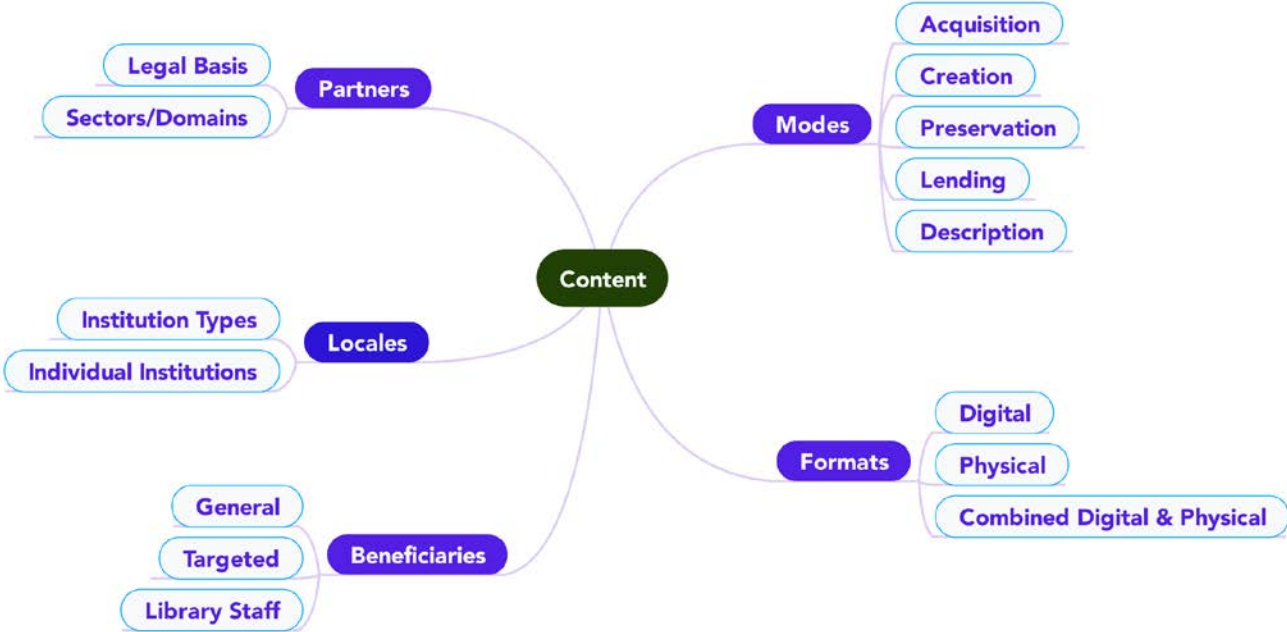 Content
Partners
Legal Basis
Sectors/Domains
Locales
Institution Types
Individual Institutions
Beneficiaries
General
Targeted
Library Staff
Modes
Acquisition
Creation
Preservation
Lending
Description
Formats
Digital
Physical
Combined Digital & Physical